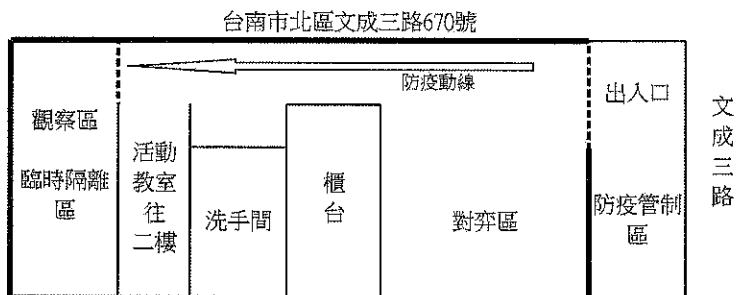 台南市北區文成三路670號
防疫動線
出入口
文
成
三
路
觀察區
臨時隔離
區
活動
教室
往
二樓
洗手間
櫃
台
對弈區
防疫管制
區